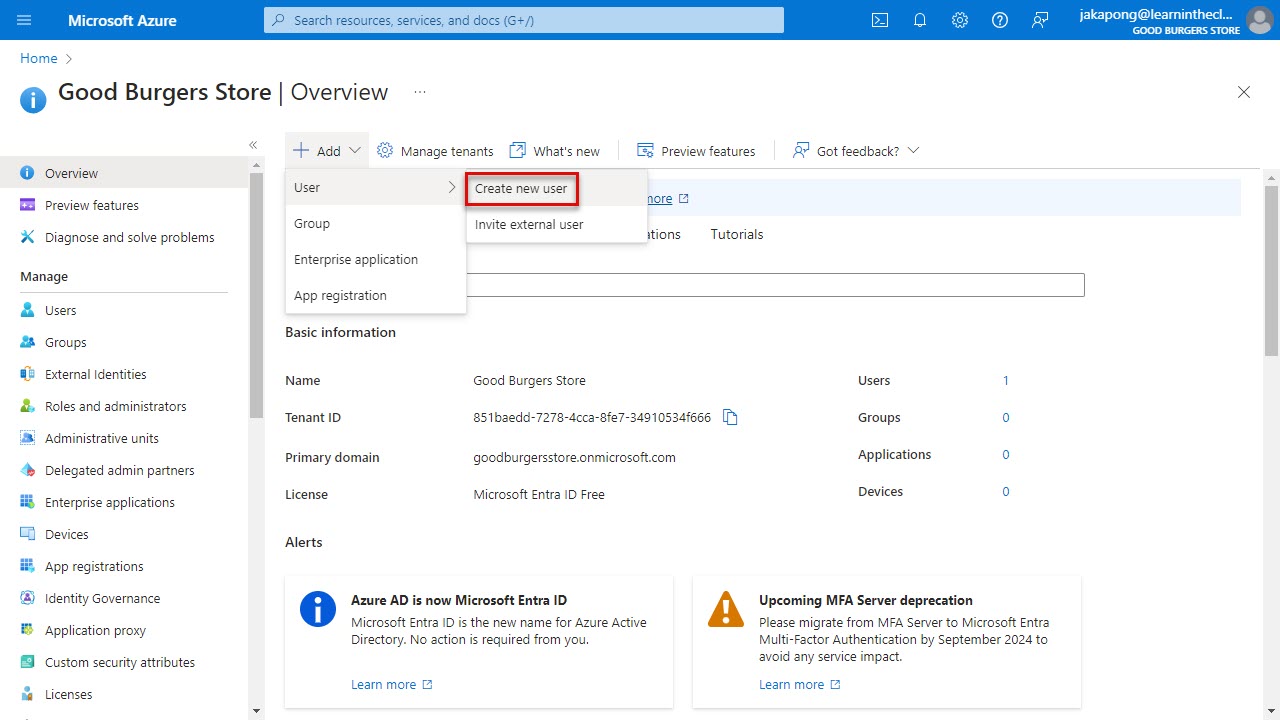 Microsoft Azure
Search resources, services, and docs (G+/)
jakapong@learninthecl...
GOOD BURGERS STORE
Home
Good Burgers Store | Overview ...
Add
Manage tenants
What's new
Preview features
Got feedback?
User
Group
Enterprise application
App registration
Create new user
Invite external user
more
ations
Tutorials
Overview
Preview features
Diagnose and solve problems
Manage
Users
Groups
External Identities
Roles and administrators
Administrative units
Delegated admin partners
Enterprise applications
Devices
App registrations
Identity Governance
Application proxy
Custom security attributes
Licenses
Basic information
Name Good Burgers Store Users 1
Tenant ID 851baedd-7278-4cca-8fe7-34910534f666 Groups 0
Primary domain goodburgersstore.onmicrosoft.com Applications 0
License Microsoft Entra ID Free Devices 0
Alerts
Azure AD is now Microsoft Entra ID
Microsoft Entra ID is the new name for Azure Active
Directory. No action is required from you.
Learn more
Upcoming MFA Server deprecation
Please migrate from MFA Server to Microsoft Entra
Multi-Factor Authentication by September 2024 to
avoid any service impact.
Learn more